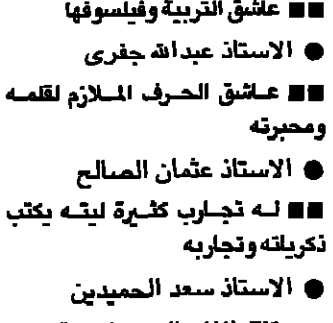 ■■ عاشق التربية وفيلسوفها
● الاستاذ عبدالله جفرى
■■ عاشق الحرف الملازم لقلمه
ومحبرته
● الاستاذ عثمان الصالح
■■ له تجارب كثيرة ليته يكتب
ذكرياته وتجاربه
● الاستاذ سعد الحميدين